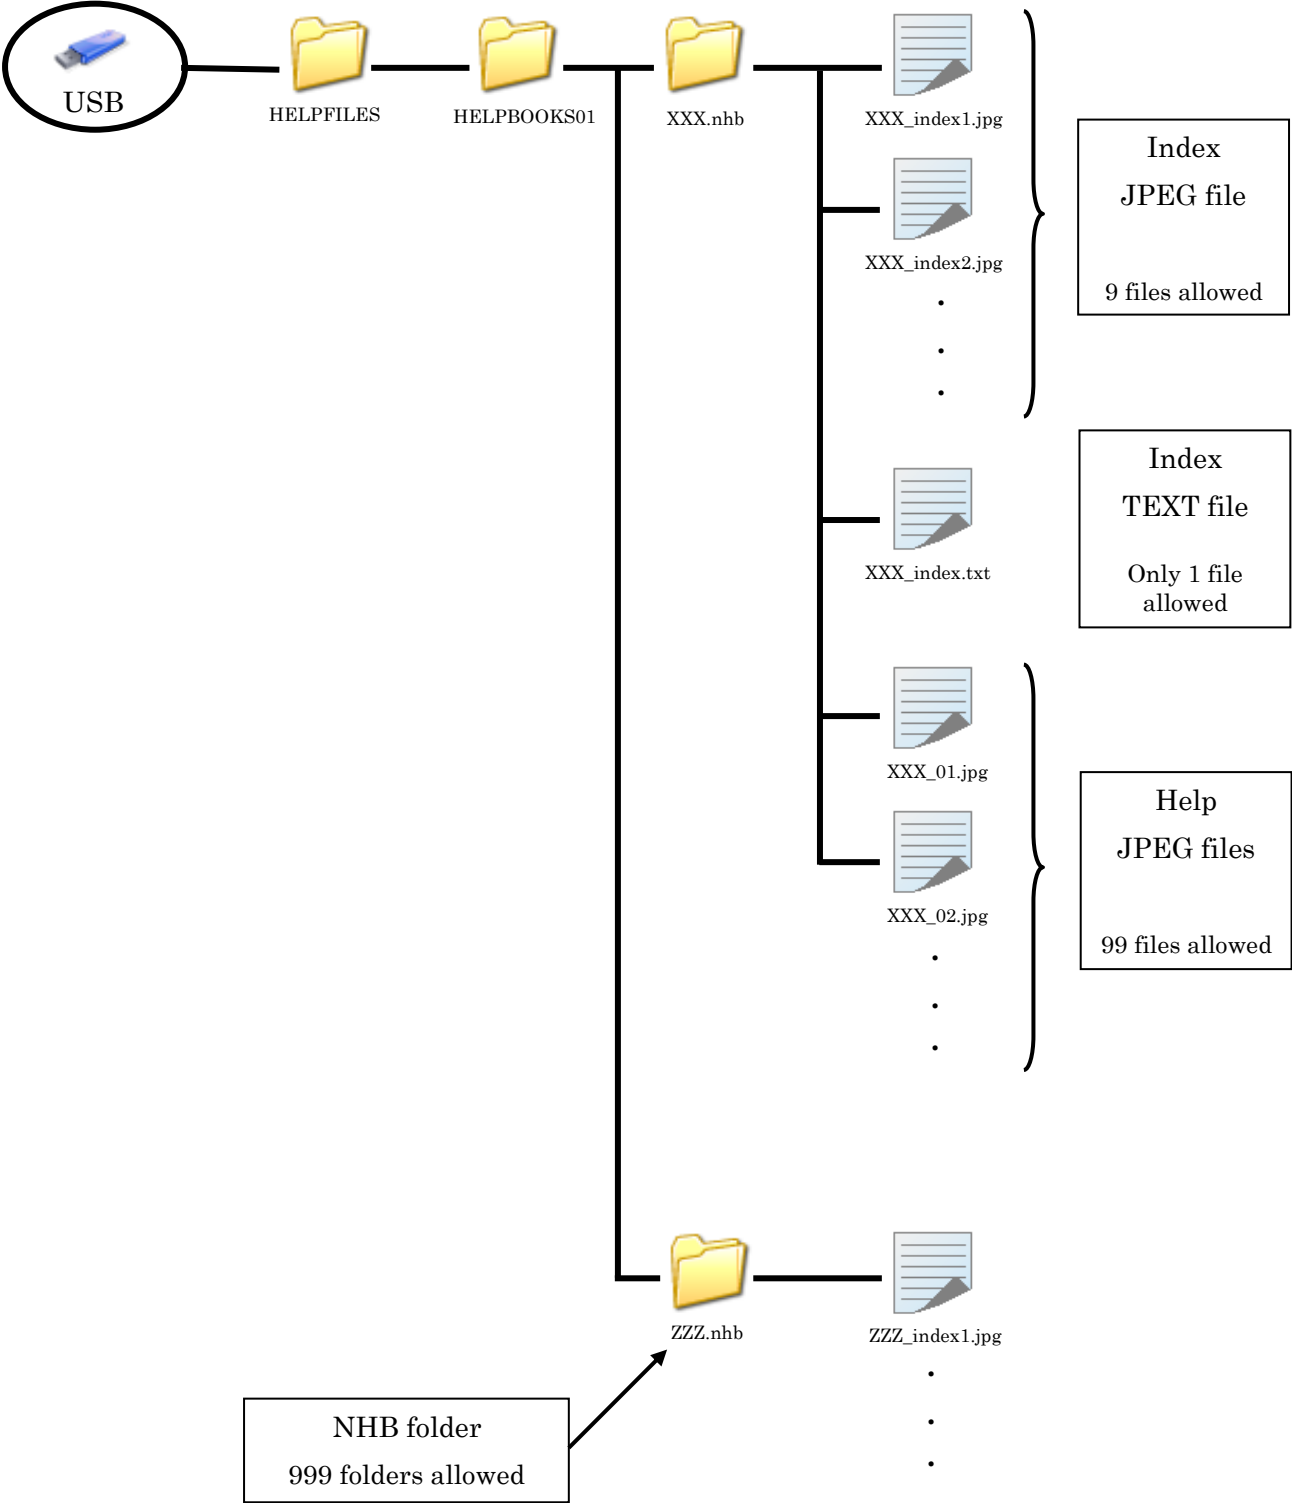 USB
HELPFILES
HELPBOOKS01
XXX.nhb
XXX_index1.jpg
Index
JPEG file
9 files allowed
XXX_index2.jpg
.
.
.
Index
TEXT file
Only 1 file
allowed
XXX_index.txt
XXX_01.jpg
Help
JPEG files
99 files allowed
XXX_02.jpg
.
.
.
ZZZ.nhb
ZZZ_index1.jpg
.
.
.
NHB folder
999 folders allowed